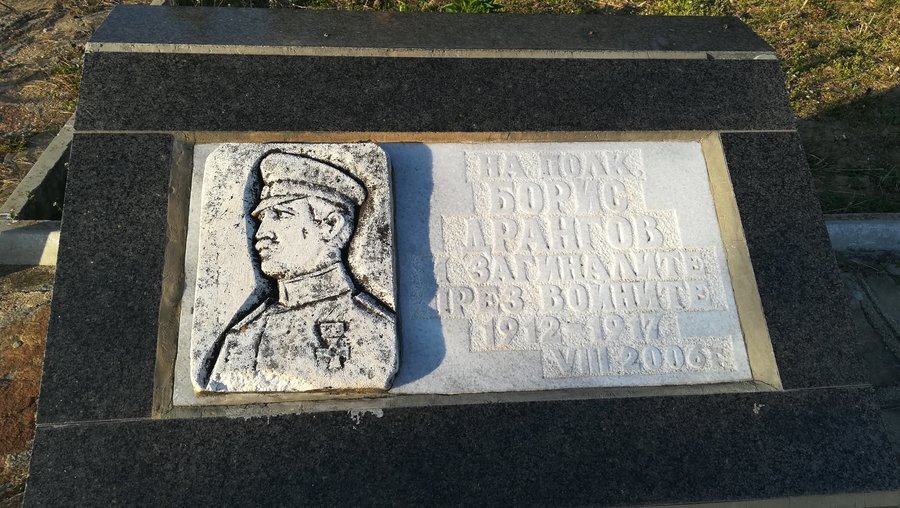 НА ПОЛК.
БОРИС
ДРАНГОВ
И ЗАГИНАЛИТЕ
ПРЕЗ ВОЙНИТЕ
1912 - 1917
VIII.2006 Г.